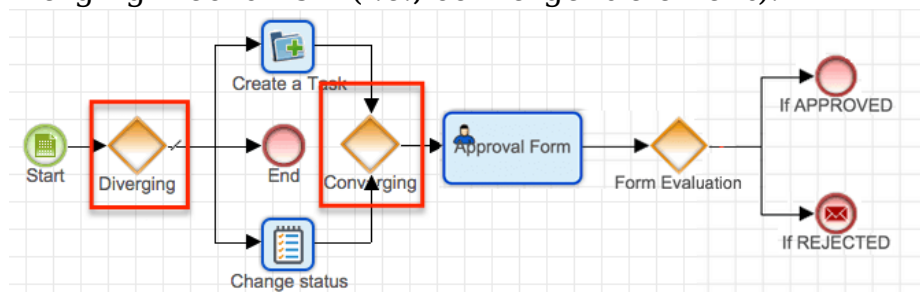 Create a Task
If APPROVED
Start
Diverging
End
Converging
Approval Form
Form Evaluation
If REJECTED
Change status